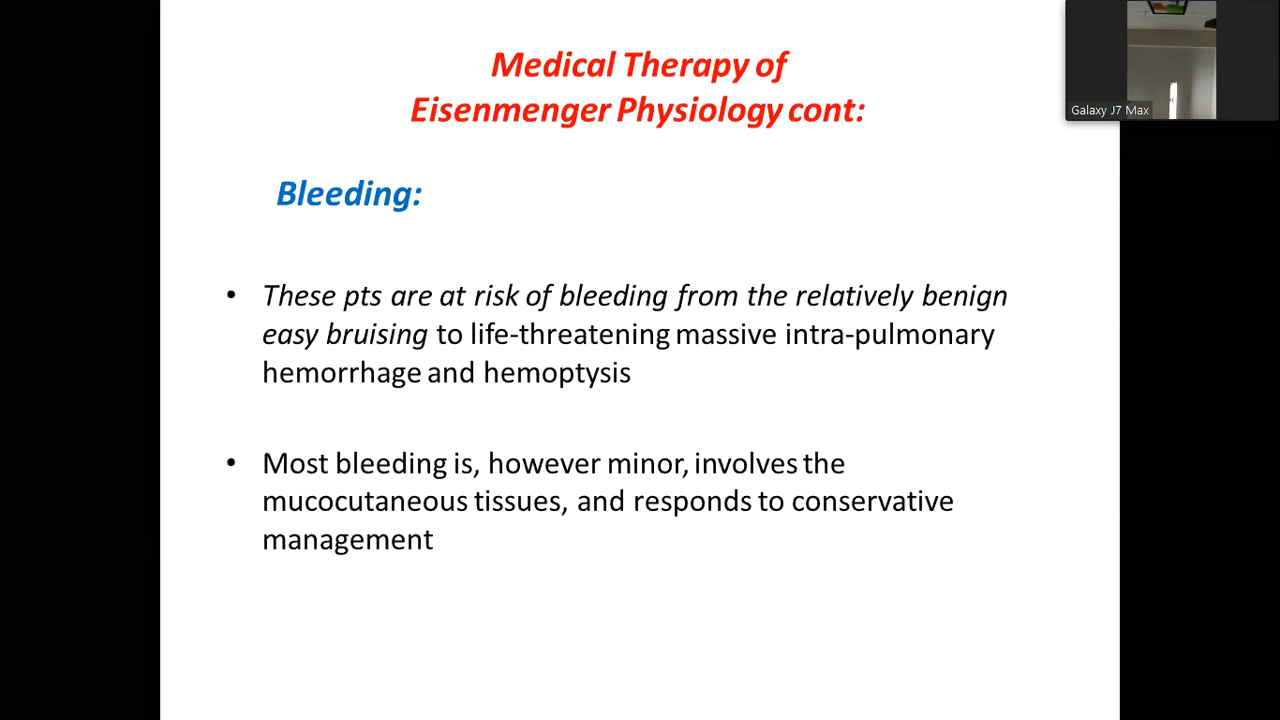 Medical Therapy of
Eisenmenger Physiology cont:
Galaxy J7 Max
Bleeding:
• These pts are at risk of bleeding from the relatively benign
easy bruising to life-threatening massive intra-pulmonary
hemorrhage and hemoptysis
• Most bleeding is, however minor, involves the
mucocutaneous tissues, and responds to conservative
management